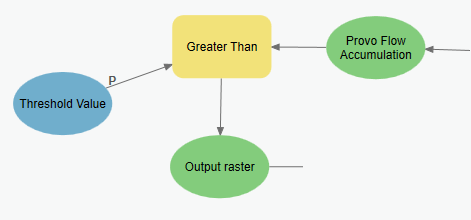 Greater Than
Provo Flow
Accumulation
P
Threshold Value
Output raster